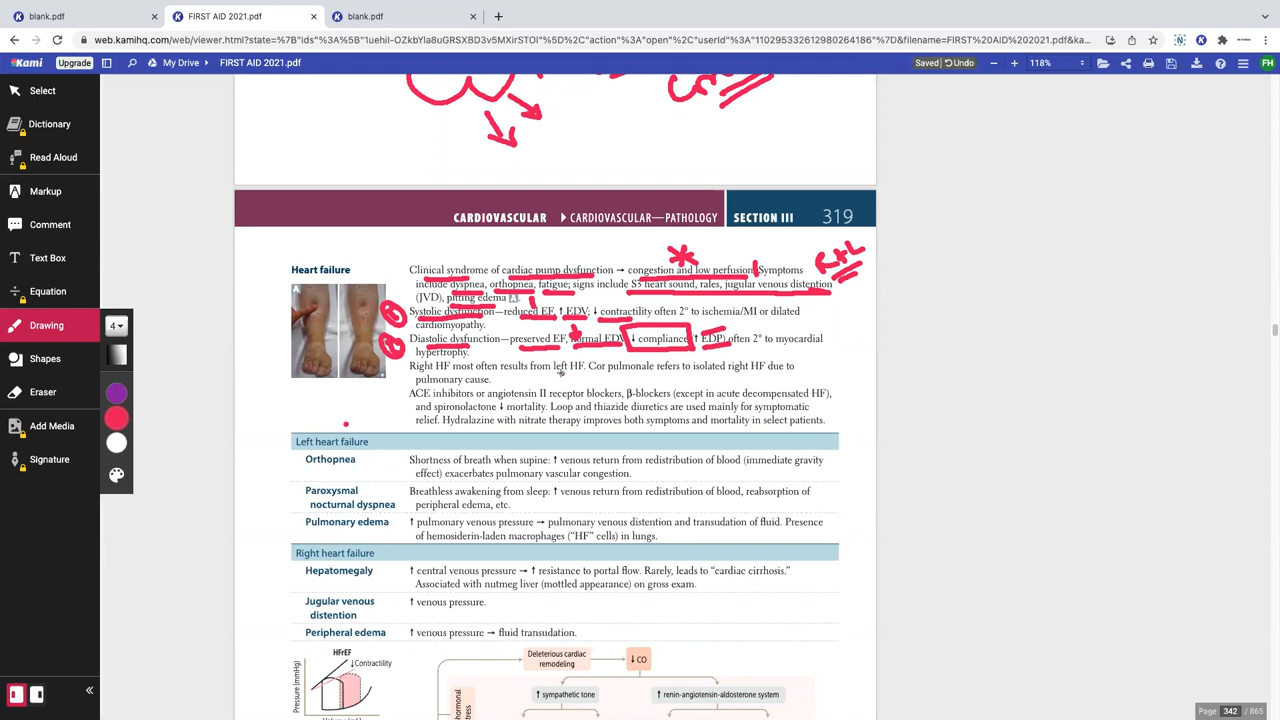 blank.pdf
FIRST AID 2021.pdf
blank.pdf
web.kamihq.com/web/viewer.html?state=%7B"ids"%3A%5B"1uehiI-OZkbYla8uGRSXBD3v5MXirSTOI"%5D%2C"action"%3A"open"%2C"userId"%3A"110295332612980264186"%7D&filename=FIRST%20AID%202021.pdf&ka...
Kami
Upgrade
My Drive
FIRST AID 2021.pdf
Saved
Undo
118%
FH
Select
Dictionary
Read Aloud
Markup
Comment
Text Box
Equation
Drawing
4
Shapes
Eraser
Add Media
Signature
CARDIOVASCULAR ▶ CARDIOVASCULAR—PATHOLOGY SECTION III 319
Heart failure
A
Clinical syndrome of cardiac pump dysfunction → congestion and low perfusion. Symptoms
include dyspnea, orthopnea, fatigue; signs include S3 heart sound, rales, jugular venous distention
(JVD), pitting edema A.
Systolic dysfunction—reduced EF, ↑ EDV; ↓ contractility often 2° to ischemia/MI or dilated
cardiomyopathy.
Diastolic dysfunction—preserved EF, normal EDV; ↓ compliance (↑ EDP) often 2° to myocardial
hypertrophy.
Right HF most often results from left HF. Cor pulmonale refers to isolated right HF due to
pulmonary cause.
ACE inhibitors or angiotensin II receptor blockers, β-blockers (except in acute decompensated HF),
and spironolactone ↓ mortality. Loop and thiazide diuretics are used mainly for symptomatic
relief. Hydralazine with nitrate therapy improves both symptoms and mortality in select patients.
Left heart failure
Orthopnea
Shortness of breath when supine: ↑ venous return from redistribution of blood (immediate gravity
effect) exacerbates pulmonary vascular congestion.
Paroxysmal
nocturnal dyspnea
Breathless awakening from sleep: ↑ venous return from redistribution of blood, reabsorption of
peripheral edema, etc.
Pulmonary edema
↑ pulmonary venous pressure → pulmonary venous distention and transudation of fluid. Presence
of hemosiderin-laden macrophages ("HF" cells) in lungs.
Right heart failure
Hepatomegaly
↑ central venous pressure → ↑ resistance to portal flow. Rarely, leads to "cardiac cirrhosis."
Associated with nutmeg liver (mottled appearance) on gross exam.
Jugular venous
distention
↑ venous pressure.
Peripheral edema
↑ venous pressure → fluid transudation.
HFrEF
↓Contractility
Pressure (mmHg)
Deleterious cardiac
remodeling
↓ CO
↑ sympathetic tone
↑ renin-angiotensin-aldosterone system
Page 342 / 865